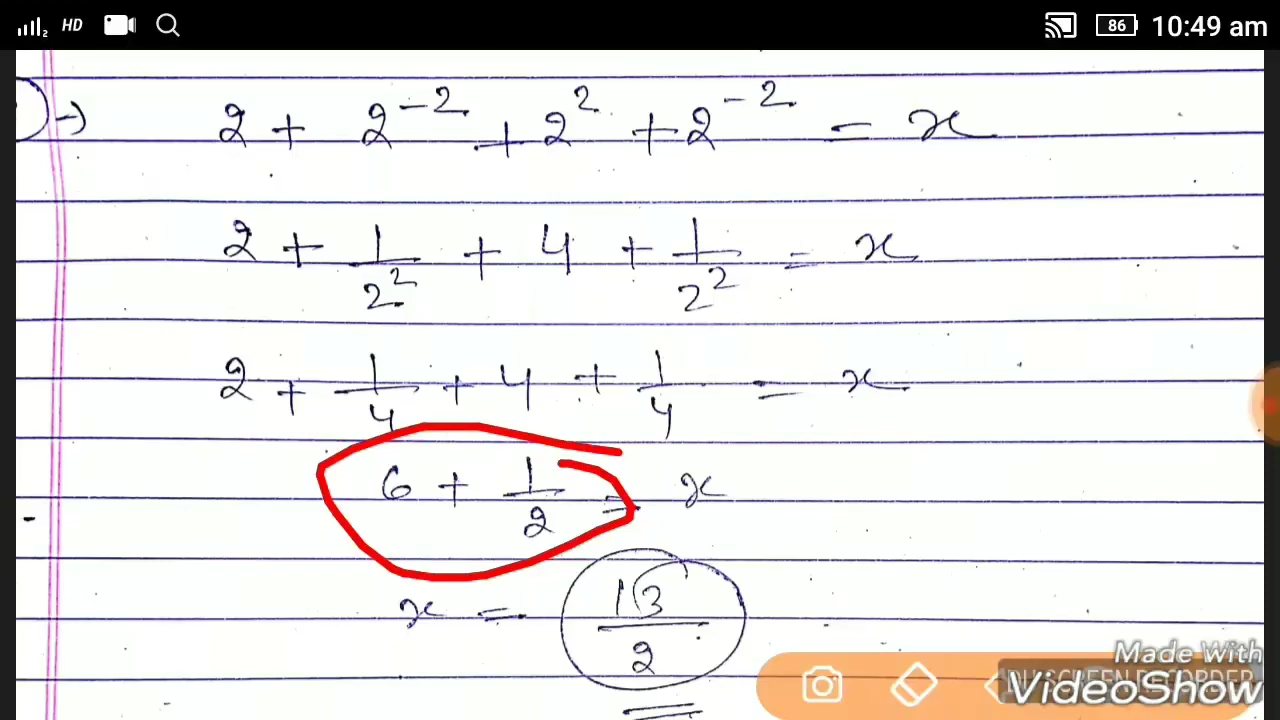 2 HD 86 10:49 am
→ 2 + 2⁻² + 2² + 2⁻² = x
2 + 1/2² + 4 + 1/2² = x
2 + 1/4 + 4 + 1/4 = x
6 + 1/2 = x
x = 13/2
Made With
VideoShow